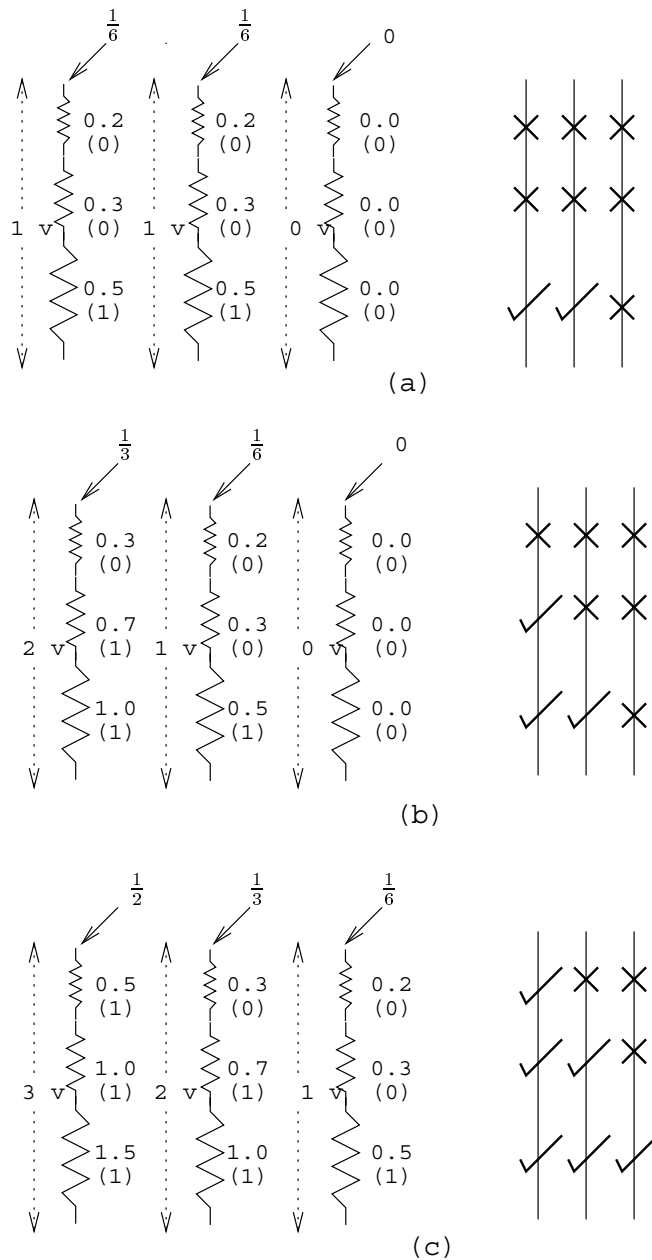 1/6 1/6 0
0.2 0.2 0.0
(0) (0) (0)
0.3 0.3 0.0
1 v (0) 1 v (0) 0 v (0)
0.5 0.5 0.0
(1) (1) (0)
(a)
1/3 1/6 0
0.3 0.2 0.0
(0) (0) (0)
0.7 0.3 0.0
2 v (1) 1 v (0) 0 v (0)
1.0 0.5 0.0
(1) (1) (0)
(b)
1/2 1/3 1/6
0.5 0.3 0.2
(1) (0) (0)
1.0 0.7 0.3
3 v (1) 2 v (1) 1 v (0)
1.5 1.0 0.5
(1) (1) (1)
(c)